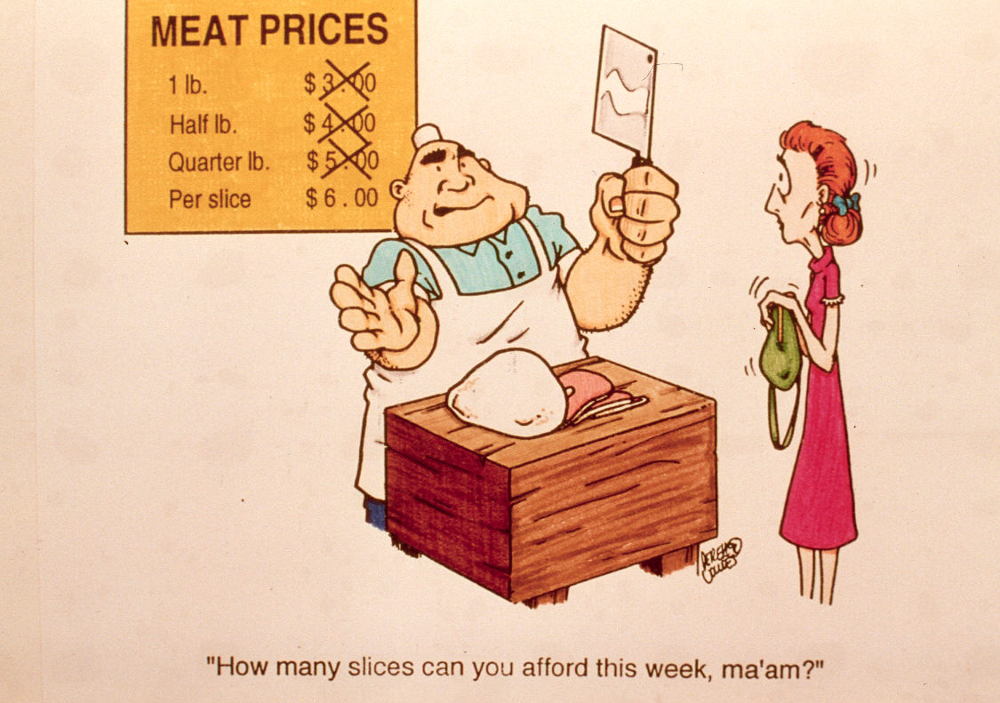 MEAT PRICES
1 lb. $3.00
Half lb. $4.00
Quarter lb. $5.00
Per slice $6.00
"How many slices can you afford this week, ma'am?"